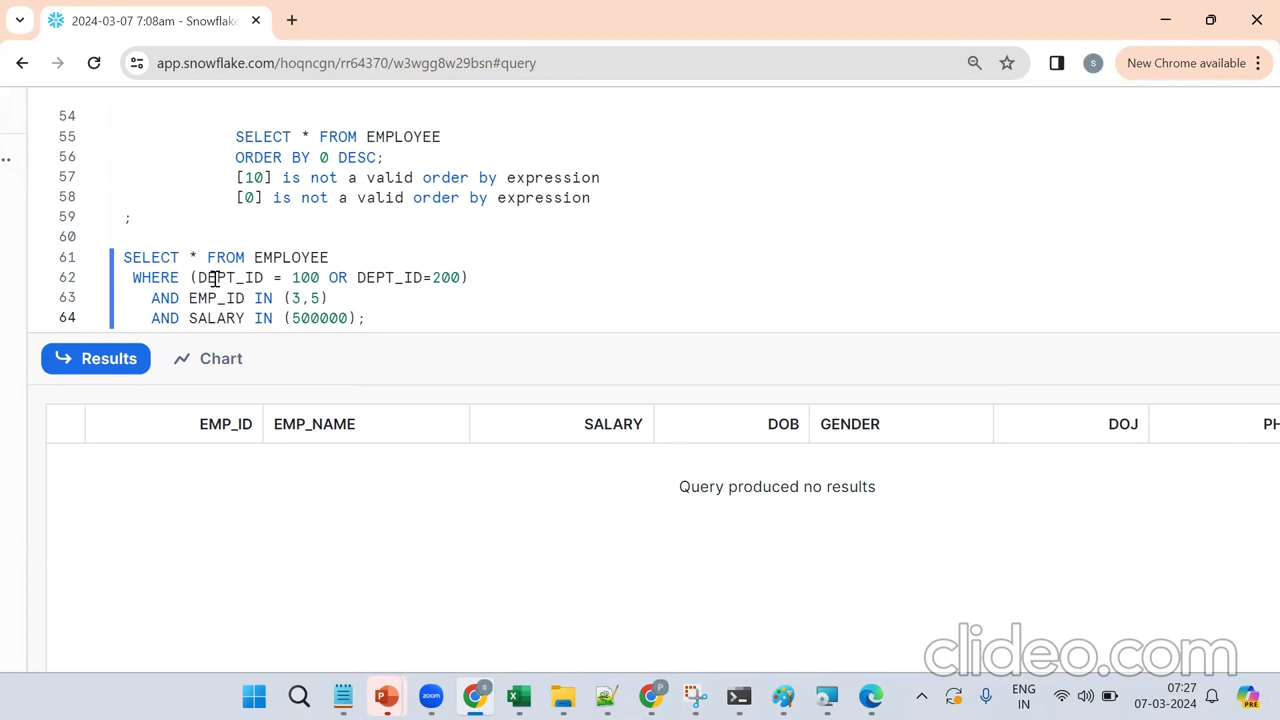 2024-03-07 7:08am - Snowflake
app.snowflake.com/hoqncgn/rr64370/w3wgg8w29bsn#query
s
New Chrome available
54
55 SELECT * FROM EMPLOYEE
56 ORDER BY 0 DESC;
57 [10] is not a valid order by expression
58 [0] is not a valid order by expression
59 ;
60
61 SELECT * FROM EMPLOYEE
62 WHERE (DEPT_ID = 100 OR DEPT_ID=200)
63 AND EMP_ID IN (3,5)
64 AND SALARY IN (500000);
Results Chart
EMP_ID EMP_NAME SALARY DOB GENDER DOJ PH
Query produced no results
clideo.com
zoom
ENG
IN
07:27
07-03-2024
PRE